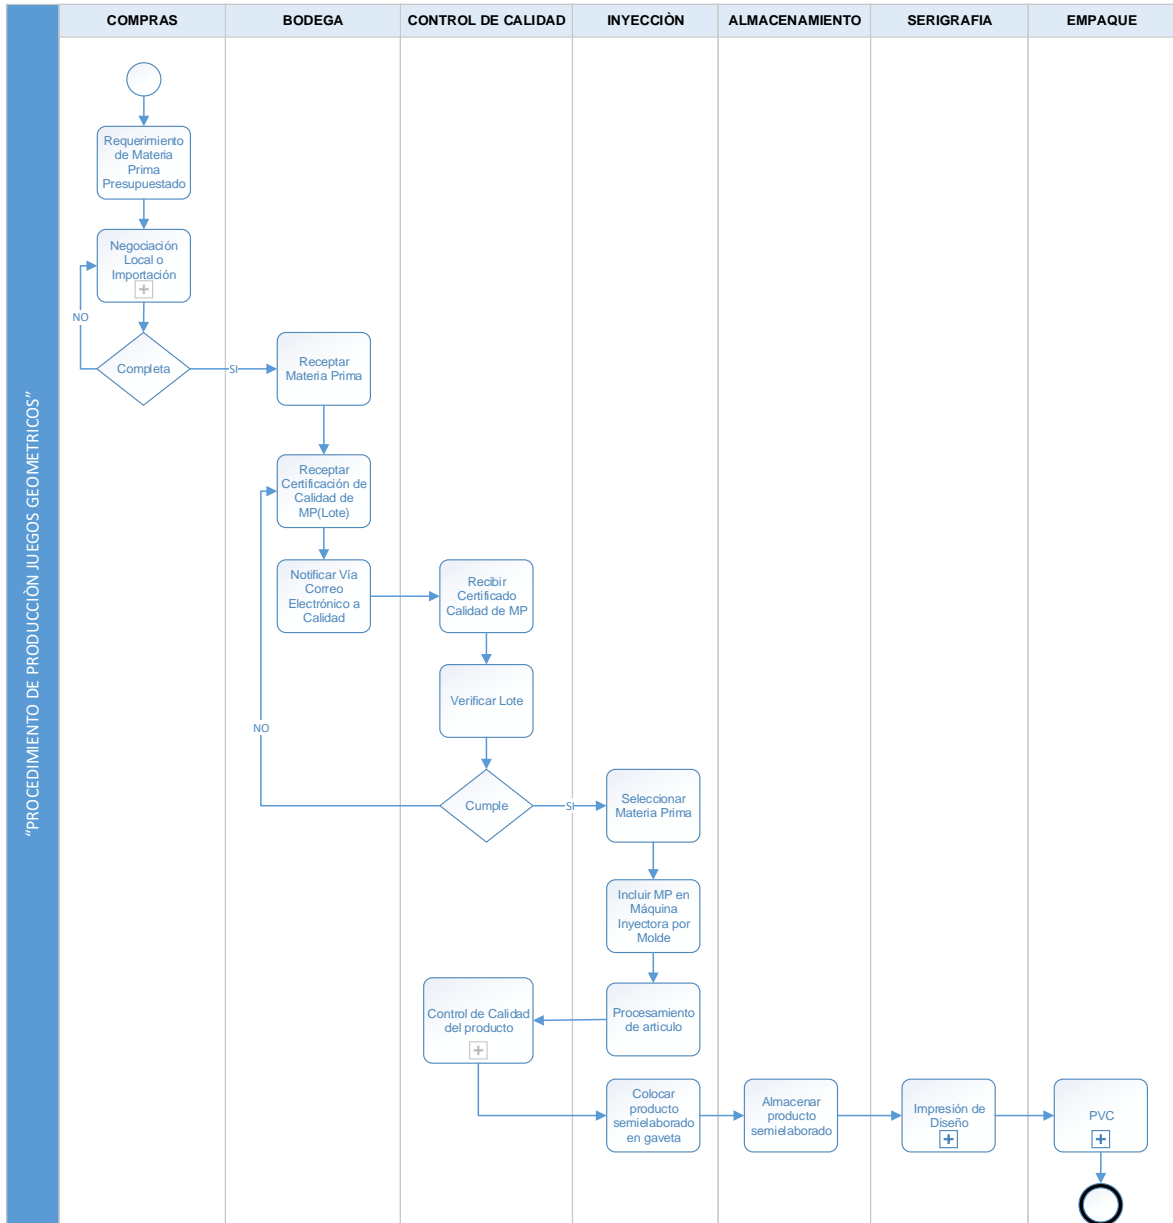 COMPRAS
BODEGA
CONTROL DE CALIDAD
INYECCIÒN
ALMACENAMIENTO
SERIGRAFIA
EMPAQUE
“PROCEDIMIENTO DE PRODUCCIÒN JUEGOS GEOMETRICOS”
Requerimiento
de Materia
Prima
Presupuestado
Negociación
Local o
Importación
NO
Completa
SI
Receptar
Materia Prima
Receptar
Certificación de
Calidad de
MP(Lote)
Notificar Vía
Correo
Electrónico a
Calidad
Recibir
Certificado
Calidad de MP
Verificar Lote
NO
Cumple
SI
Seleccionar
Materia Prima
Incluir MP en
Máquina
Inyectora por
Molde
Procesamiento
de articulo
Control de Calidad
del producto
Colocar
producto
semielaborado
en gaveta
Almacenar
producto
semielaborado
Impresión de
Diseño
PVC